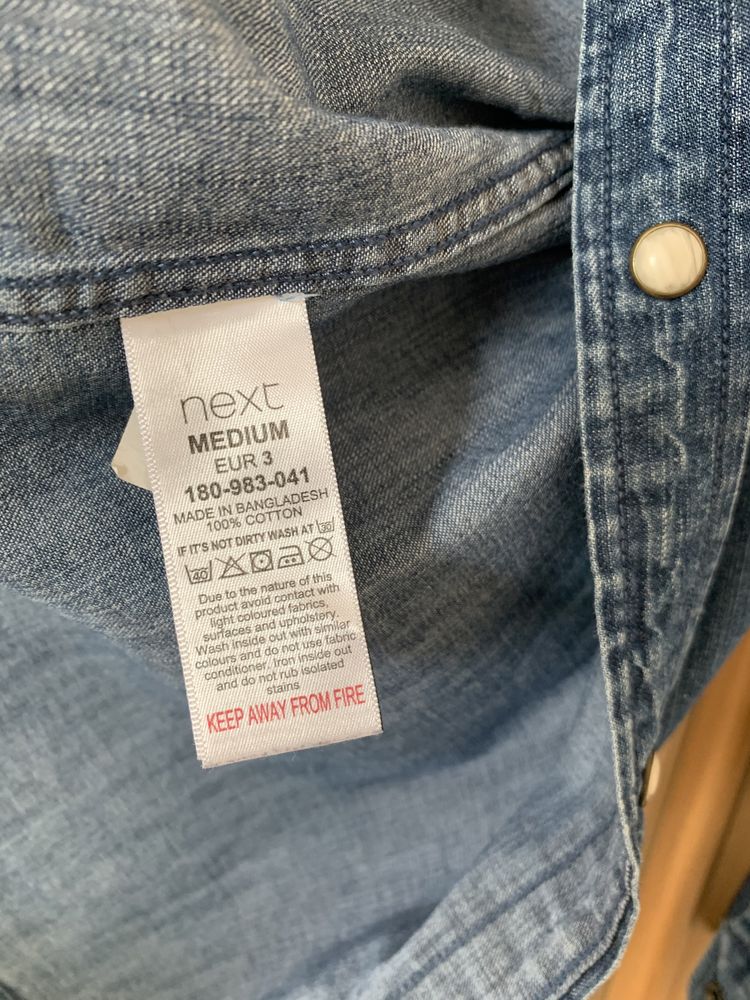 next
MEDIUM
EUR 3
180-983-041
MADE IN BANGLADESH
100% COTTON
IF IT'S NOT DIRTY WASH AT 30
40
Due to the nature of this
product avoid contact with
light coloured fabrics,
surfaces and upholstery.
Wash inside out with similar
colours and do not use fabric
conditioner. Iron inside out
and do not rub isolated
stains
KEEP AWAY FROM FIRE